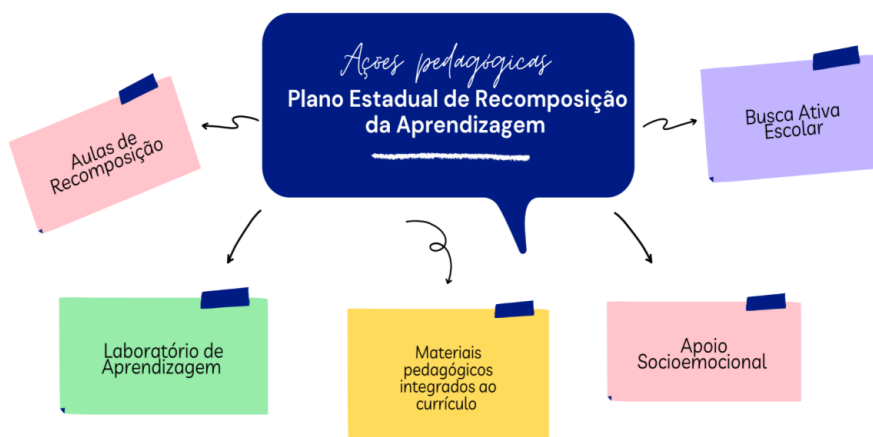 Ações pedagógicas
Plano Estadual de Recomposição
da Aprendizagem
Aulas de
Recomposição
Busca Ativa
Escolar
Laboratório de
Aprendizagem
Materiais
pedagógicos
integrados ao
currículo
Apoio
Socioemocional